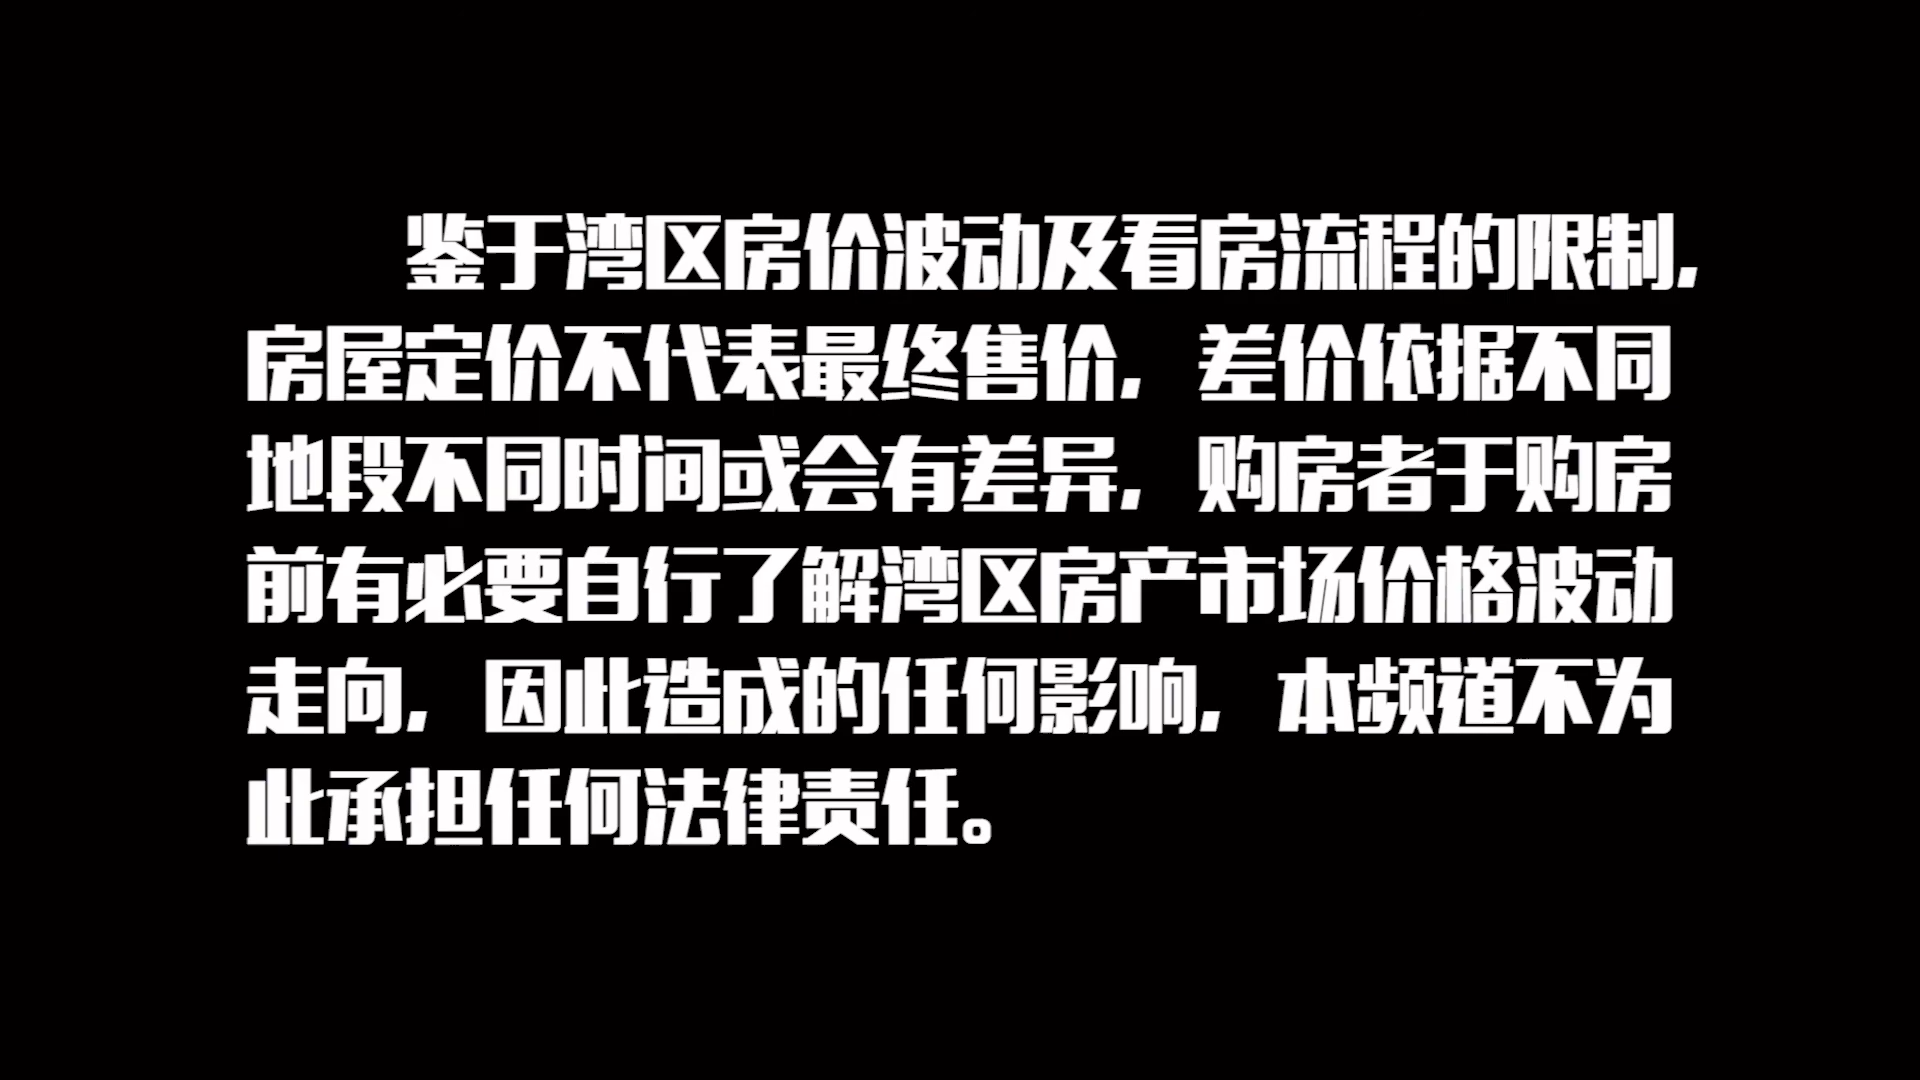 鉴于湾区房价波动及看房流程的限制,
房屋定价不代表最终售价, 差价依据不同
地段不同时间或会有差异, 购房者于购房
前有必要自行了解湾区房产市场价格波动
走向, 因此造成的任何影响, 本频道不为
此承担任何法律责任。